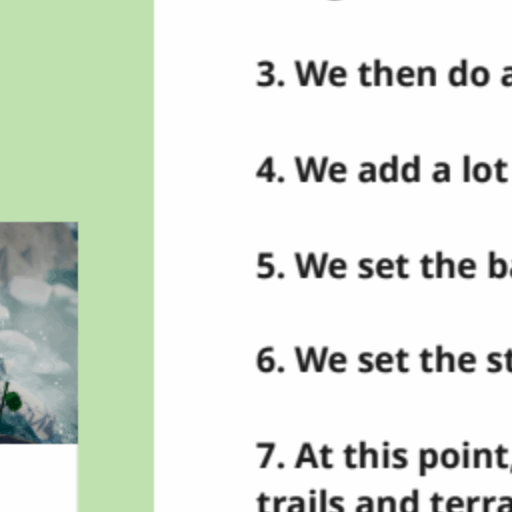 3. We then do a
4. We add a lot
5. We set the ba
6. We set the st
7. At this point,
trails and terra